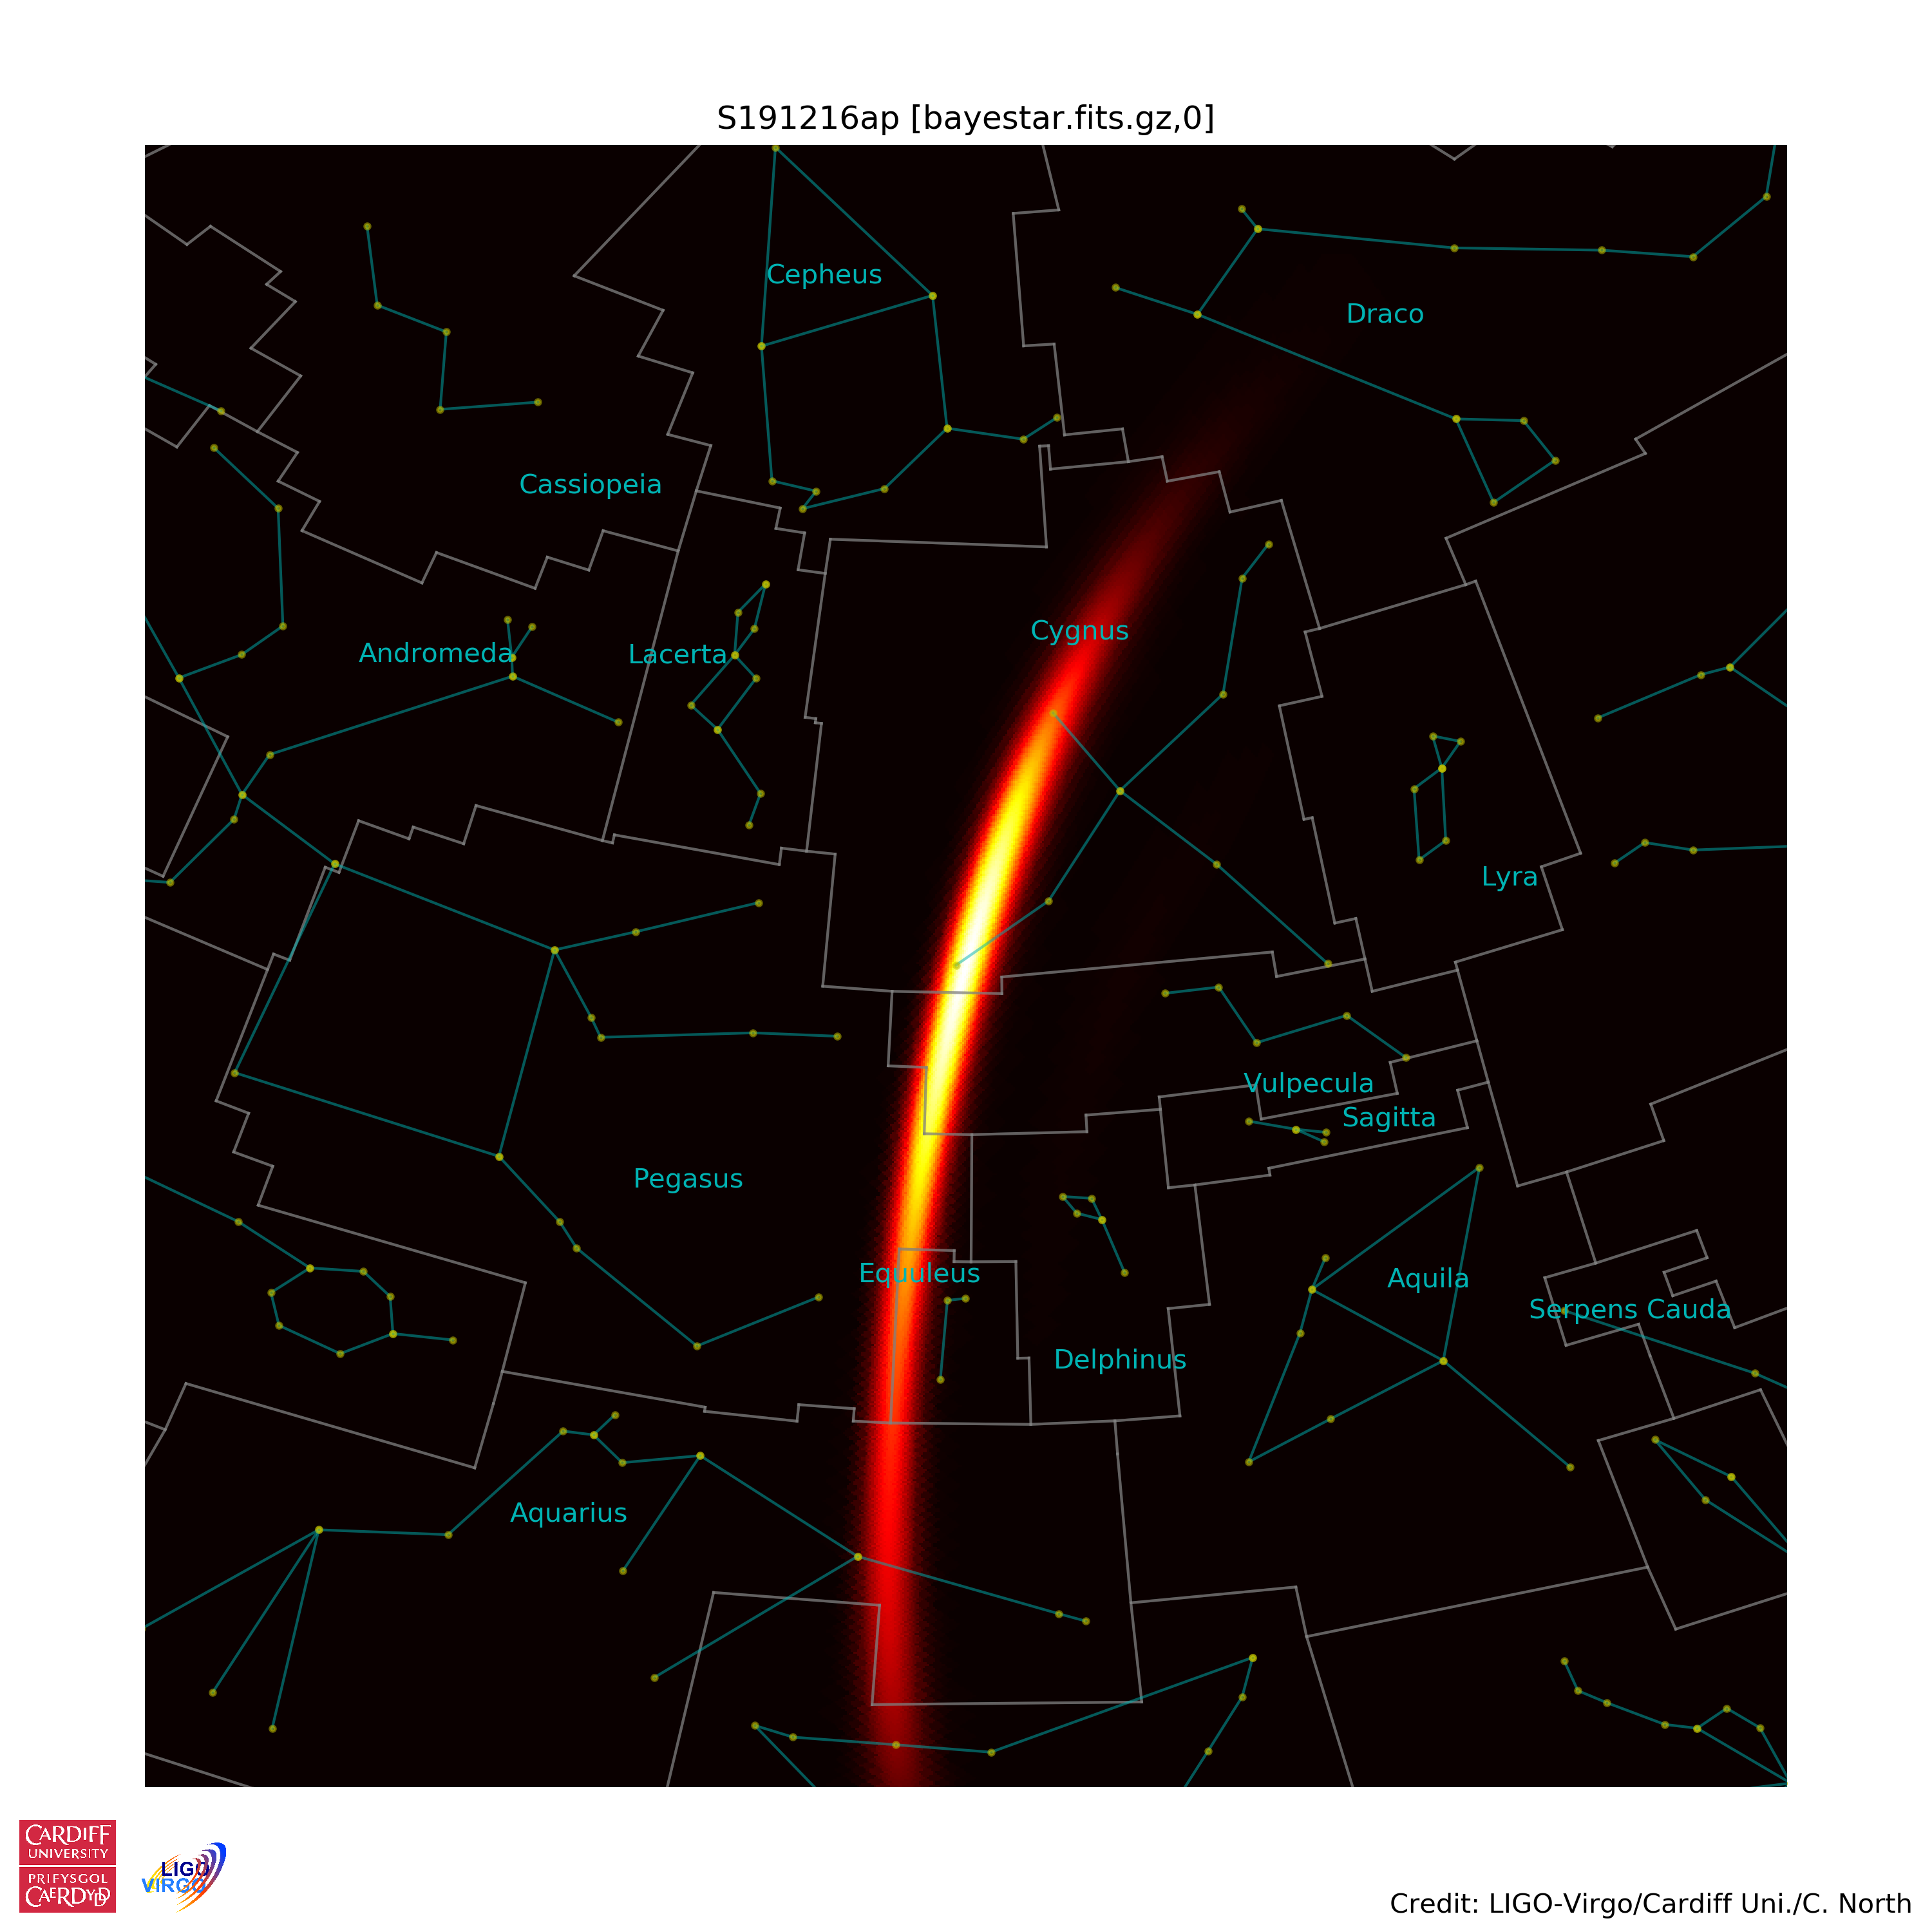 S191216ap [bayestar.fits.gz,0]
Cepheus
Draco
Cassiopeia
Cygnus
Andromeda
Lacerta
Lyra
Vulpecula
Sagitta
Pegasus
Equuleus
Aquila
Serpens Cauda
Delphinus
Aquarius
CARDIFF
UNIVERSITY
PRIFYSGOL
CAERDYDD
LIGO
VIRGO
Credit: LIGO-Virgo/Cardiff Uni./C. North